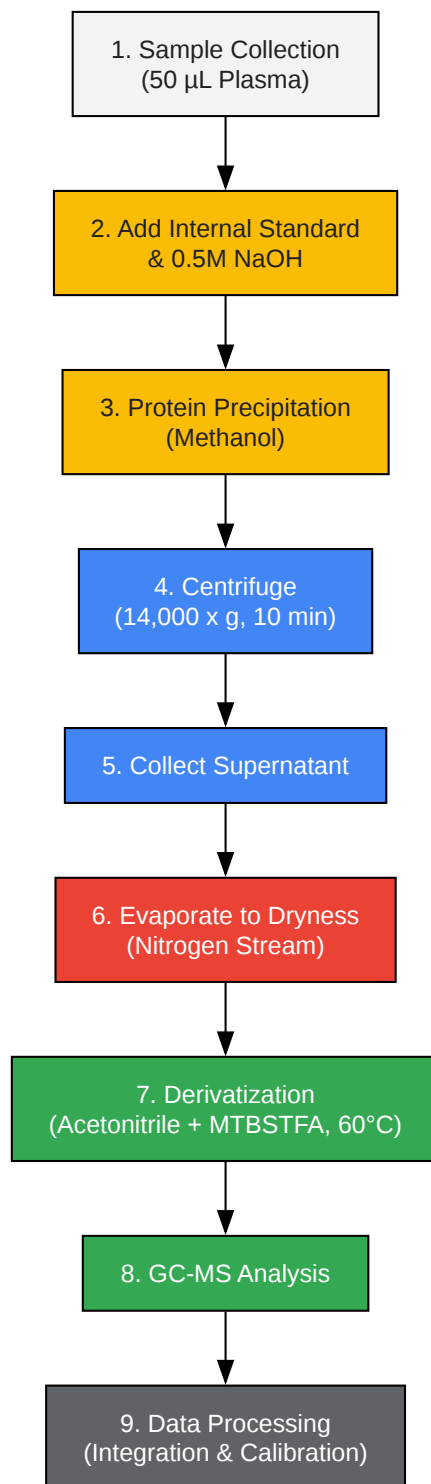 1. Sample Collection
(50 µL Plasma)
2. Add Internal Standard
& 0.5M NaOH
3. Protein Precipitation
(Methanol)
4. Centrifuge
(14,000 x g, 10 min)
5. Collect Supernatant
6. Evaporate to Dryness
(Nitrogen Stream)
7. Derivatization
(Acetonitrile + MTBSTFA, 60°C)
8. GC-MS Analysis
9. Data Processing
(Integration & Calibration)